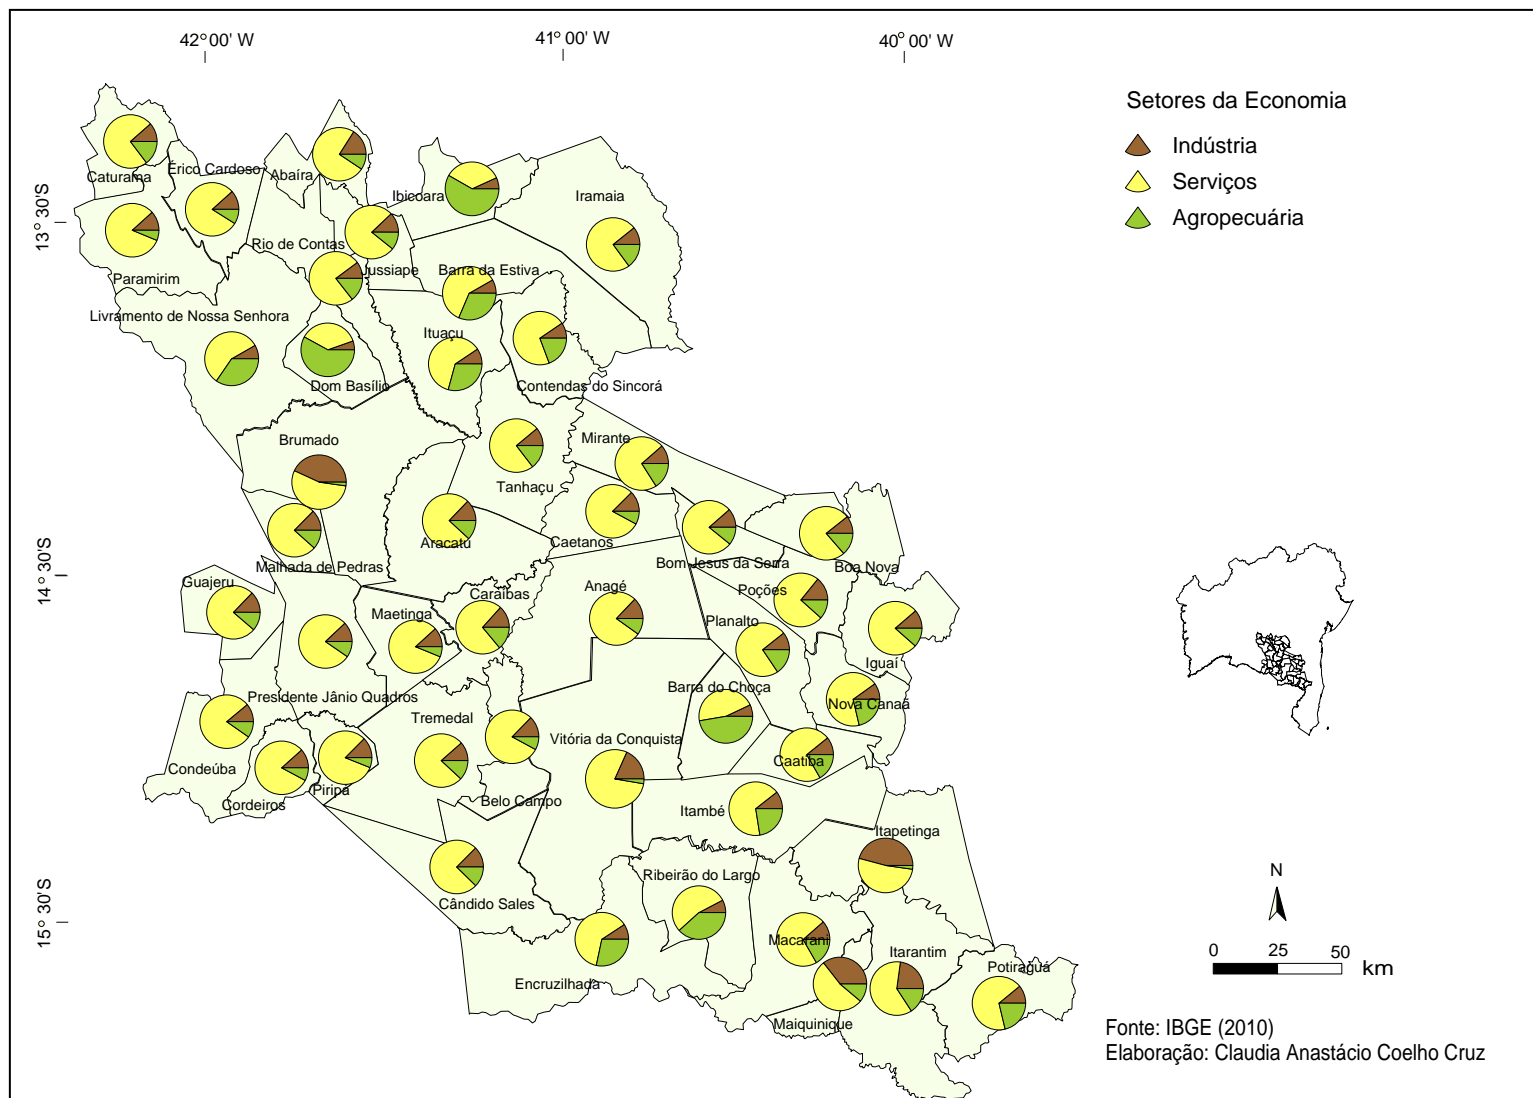 42° 00' W
41° 00' W
40° 00' W
13° 30'S
14° 30'S
15° 30'S
Setores da Economia
Indústria
Serviços
Agropecuária
Caturama
Érico Cardoso
Abaíra
Ibicoara
Iramaia
Paramirim
Rio de Contas
Jussiape
Barra da Estiva
Livramento de Nossa Senhora
Ituaçu
Dom Basílio
Contendas do Sincorá
Brumado
Mirante
Tanhaçu
Aracatu
Caetanos
Malhada de Pedras
Bom Jesus da Serra
Boa Nova
Guajeru
Maetinga
Caraíbas
Anagé
Poções
Planalto
Iguaí
Presidente Jânio Quadros
Barra do Choça
Nova Canaã
Tremedal
Vitória da Conquista
Caatiba
Condeúba
Cordeiros
Piripá
Belo Campo
Itambé
Itapetinga
Cândido Sales
Ribeirão do Largo
Encruzilhada
Macarani
Itarantim
Potiraguá
Maiquinique
N
0 25 50
km
Fonte: IBGE (2010)
Elaboração: Claudia Anastácio Coelho Cruz